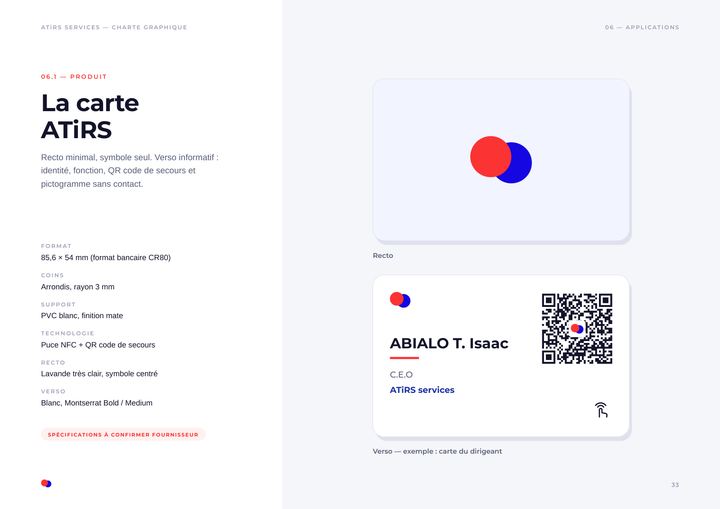 ATiRS SERVICES — CHARTE GRAPHIQUE
06 — APPLICATIONS
06.1 — PRODUIT
La carte
ATiRS
Recto minimal, symbole seul. Verso informatif :
identité, fonction, QR code de secours et
pictogramme sans contact.
FORMAT
85,6 × 54 mm (format bancaire CR80)
COINS
Arrondis, rayon 3 mm
SUPPORT
PVC blanc, finition mate
TECHNOLOGIE
Puce NFC + QR code de secours
RECTO
Lavande très clair, symbole centré
VERSO
Blanc, Montserrat Bold / Medium
SPÉCIFICATIONS À CONFIRMER FOURNISSEUR
Recto
ABIALO T. Isaac
C.E.O
ATiRS services
Verso — exemple : carte du dirigeant
33